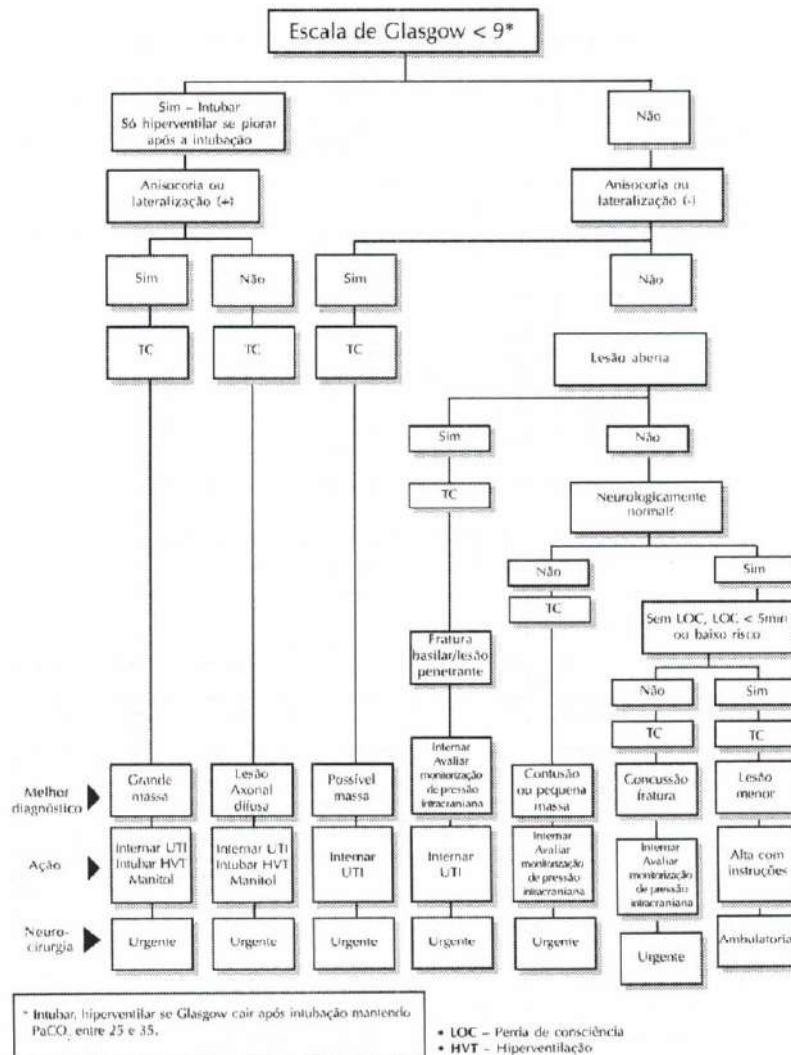 Escala de Glasgow < 9*
Sim – Intubar
Só hiperventilar se piorar
após a intubação
Não
Anisocoria ou
lateralização (+)
Anisocoria ou
lateralização (-)
Sim
Não
Sim
Não
TC
TC
TC
Lesão aberta
Sim
Não
TC
Neurologicamente
normal?
Não
Sim
TC
Sem LOC, LOC < 5min
ou baixo risco
Fratura
basilar/lesão
penetrante
Não
Sim
TC
TC
Melhor
diagnóstico
Grande
massa
Lesão
Axonal
difusa
Possível
massa
Internar
Avaliar
monitorização
de pressão
intracraniana
Contusão
ou pequena
massa
Concussão
fratura
Lesão
menor
Ação
Internar UTI
Intubar HVT
Manitol
Internar UTI
Intubar HVT
Manitol
Internar
UTI
Internar
UTI
Internar
Avaliar
monitorização
de pressão
intracraniana
Internar
Avaliar
monitorização
de pressão
intracraniana
Alta com
instruções
Neuro-
cirurgia
Urgente
Urgente
Urgente
Urgente
Urgente
Urgente
Ambulatorial
* Intubar, hiperventilar se Glasgow cair após intubação mantendo
PaCO₂ entre 25 e 35.
• LOC – Perda de consciência
• HVT – Hiperventilação